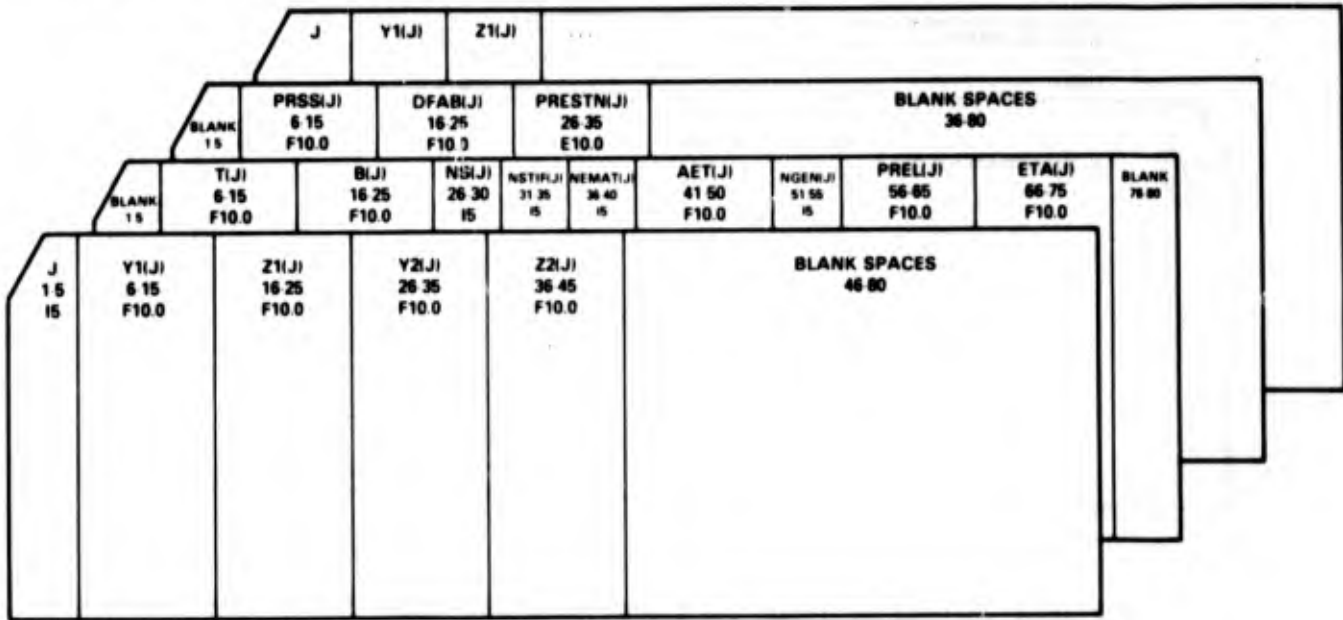 J Y1(J) Z1(J) ...
BLANK 1-5 PRSS(J) 6-15 F10.0 DFAB(J) 16-25 F10.0 PRESTN(J) 26-35 E10.0 BLANK SPACES 36-80
BLANK 1-5 T(J) 6-15 F10.0 B(J) 16-25 F10.0 NS(J) 26-30 I5 NSTIF(J) 31-35 I5 NEMAT(J) 36-40 I5 AET(J) 41-50 F10.0 NGEN(J) 51-55 I5 PREL(J) 56-65 F10.0 ETA(J) 66-75 F10.0 BLANK 76-80
J 1-5 I5 Y1(J) 6-15 F10.0 Z1(J) 16-25 F10.0 Y2(J) 26-35 F10.0 Z2(J) 36-45 F10.0 BLANK SPACES 46-80